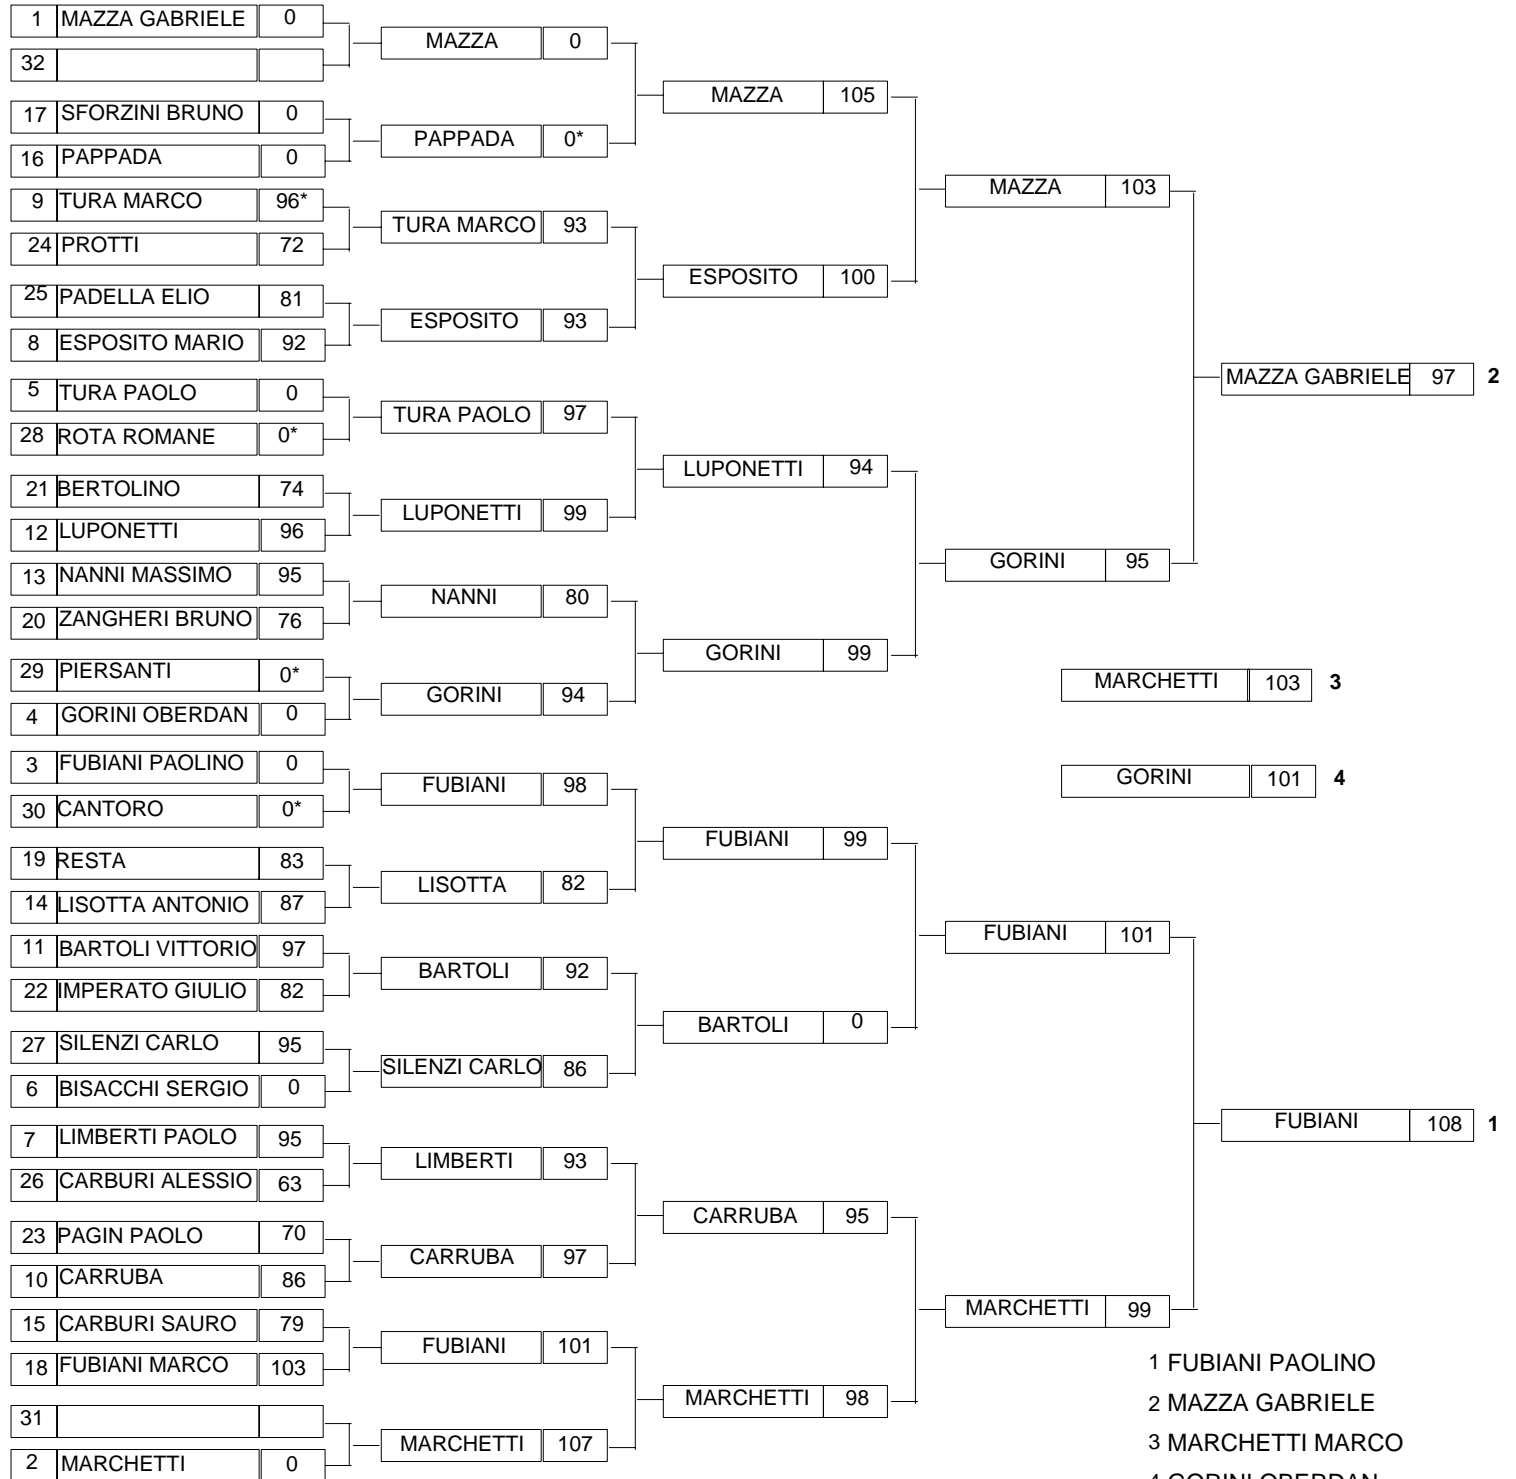 1 MAZZA GABRIELE 0
32
17 SFORZINI BRUNO 0
16 PAPPADA 0
9 TURA MARCO 96*
24 PROTTI 72
25 PADELLA ELIO 81
8 ESPOSITO MARIO 92
5 TURA PAOLO 0
28 ROTA ROMANE 0*
21 BERTOLINO 74
12 LUPONETTI 96
13 NANNI MASSIMO 95
20 ZANGHERI BRUNO 76
29 PIERSANTI 0*
4 GORINI OBERDAN 0
3 FUBIANI PAOLINO 0
30 CANTORO 0*
19 RESTA 83
14 LISOTTA ANTONIO 87
11 BARTOLI VITTORIO 97
22 IMPERATO GIULIO 82
27 SILENZI CARLO 95
6 BISACCHI SERGIO 0
7 LIMBERTI PAOLO 95
26 CARBURI ALESSIO 63
23 PAGIN PAOLO 70
10 CARRUBA 86
15 CARBURI SAURO 79
18 FUBIANI MARCO 103
31
2 MARCHETTI 0
MAZZA 0
PAPPADA 0*
TURA MARCO 93
ESPOSITO 93
TURA PAOLO 97
LUPONETTI 99
NANNI 80
GORINI 94
FUBIANI 98
LISOTTA 82
BARTOLI 92
SILENZI CARLO 86
LIMBERTI 93
CARRUBA 97
FUBIANI 101
MARCHETTI 107
MAZZA 105
ESPOSITO 100
LUPONETTI 94
GORINI 99
FUBIANI 99
BARTOLI 0
CARRUBA 95
MARCHETTI 98
MAZZA 103
GORINI 95
FUBIANI 101
MARCHETTI 99
MAZZA GABRIELE 97 2
FUBIANI 108 1
MARCHETTI 103 3
GORINI 101 4
1 FUBIANI PAOLINO
2 MAZZA GABRIELE
3 MARCHETTI MARCO
4 GORINI OBERDAN